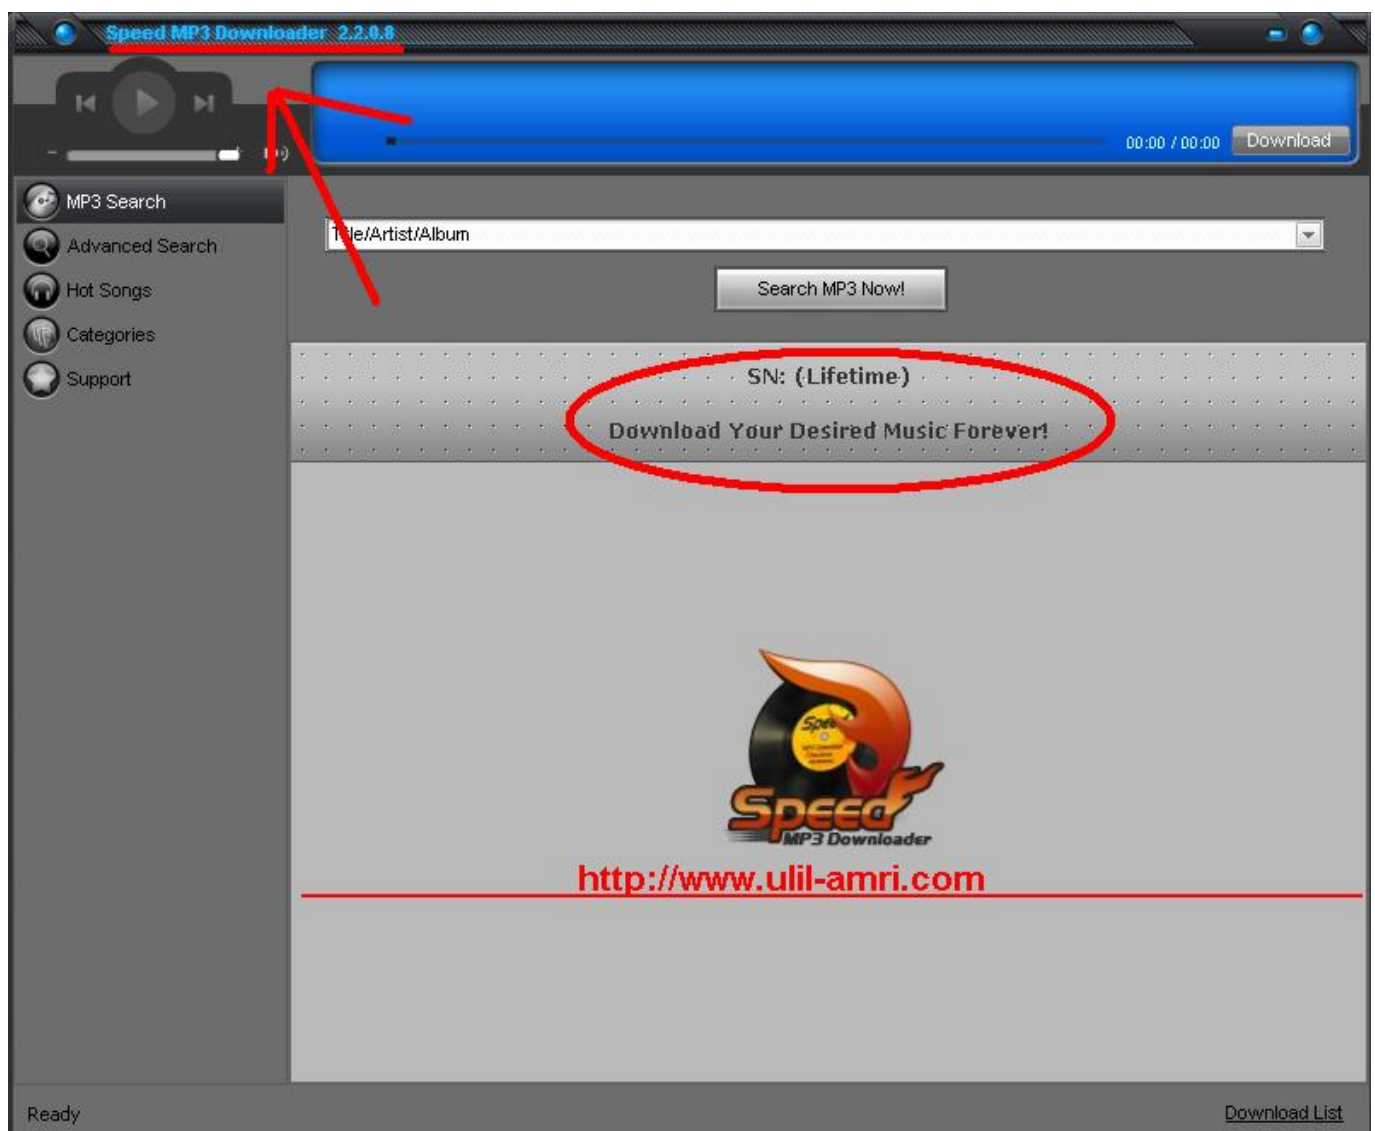 Speed MP3 Downloader 2.2.0.8
00:00 / 00:00
Download
MP3 Search
Advanced Search
Hot Songs
Categories
Support
Title/Artist/Album
Search MP3 Now!
SN: (Lifetime)
Download Your Desired Music Forever!
Speed
Speed
MP3 Downloader
http://www.ulil-amri.com
Ready
Download List